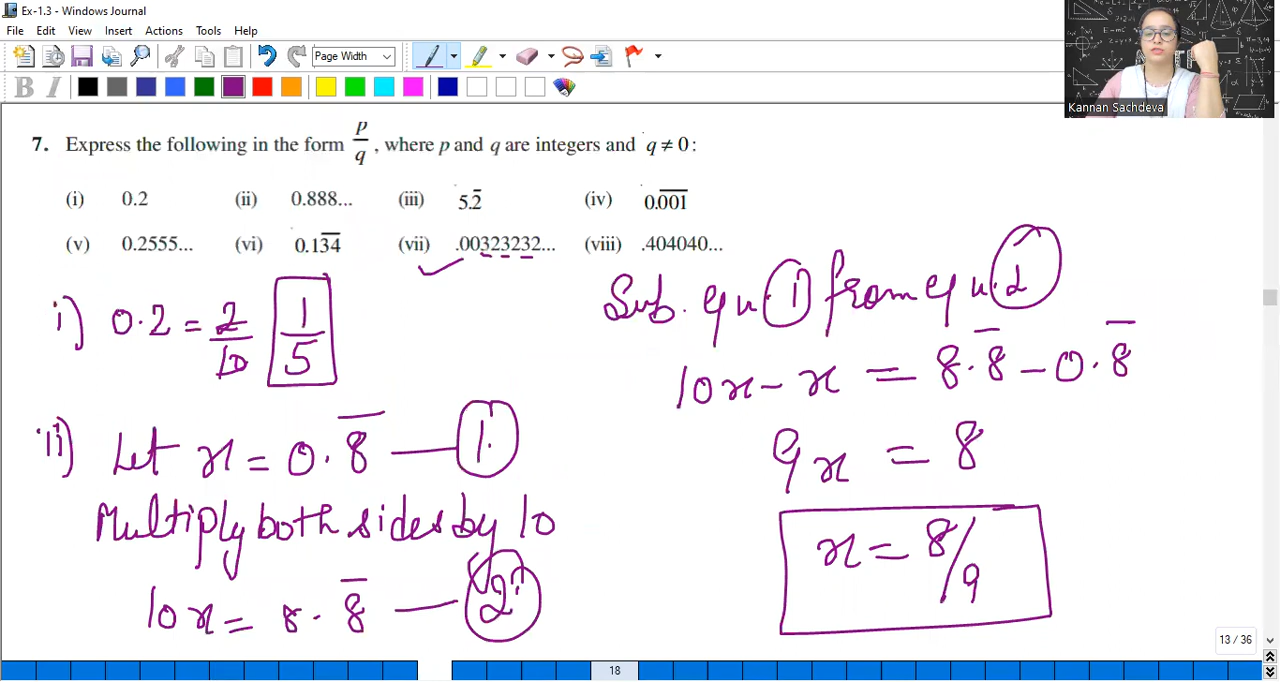 Ex-1.3 - Windows Journal
File Edit View Insert Actions Tools Help
Page Width
B I
Kannan Sachdeva
7. Express the following in the form p/q, where p and q are integers and q ≠ 0:
(i) 0.2 (ii) 0.888... (iii) 5.2̅ (iv) 0.0̅0̅1̅
(v) 0.2555... (vi) 0.13̅4̅ (vii) .00323232... (viii) .404040...
i) 0.2 = 2/10 1/5
ii) Let x = 0.8̅ — 1.
Multiply both sides by 10
10x = 8.8̅ — 2
Sub. equ. 1 from equ. 2
10x - x = 8.8̅ - 0.8̅
9x = 8
x = 8/9
13 / 36
18